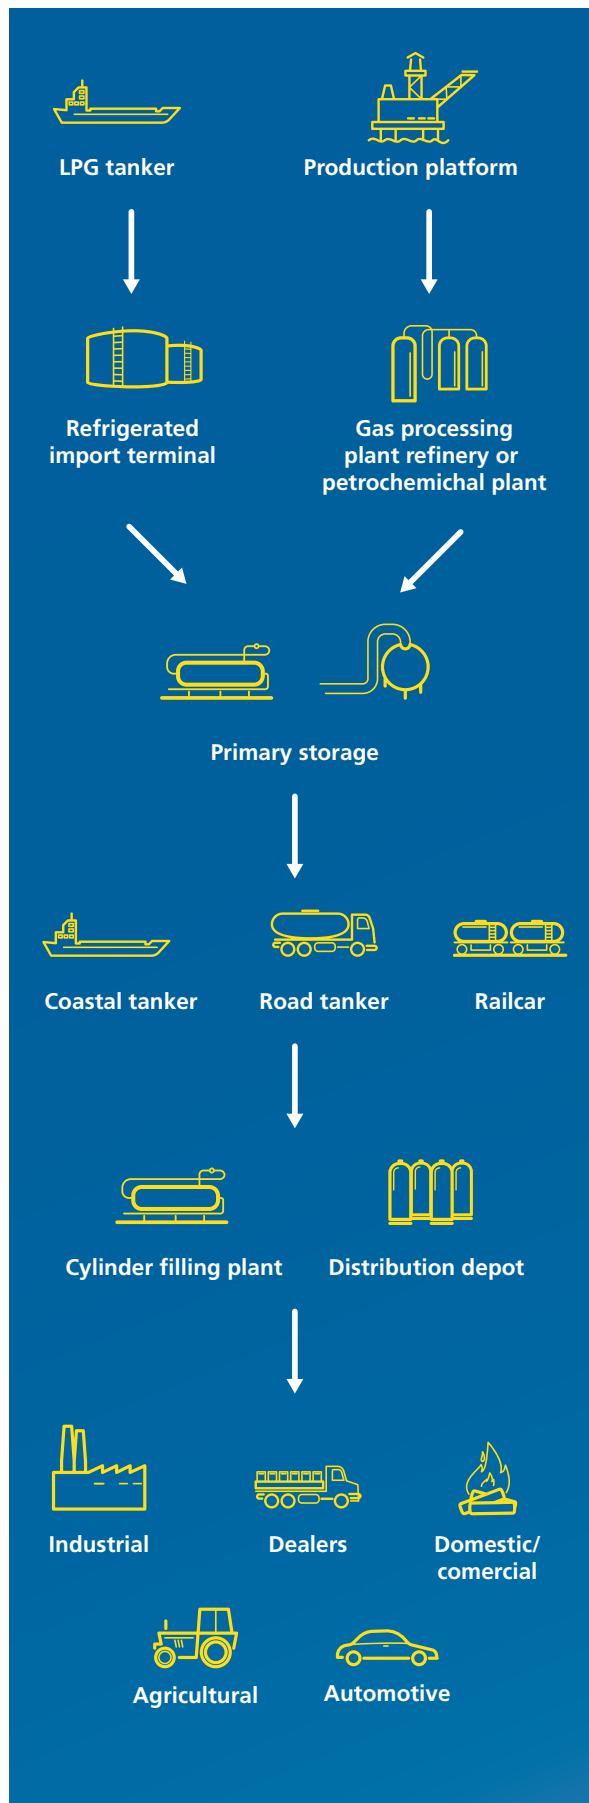 LPG tanker
Production platform
Refrigerated
import terminal
Gas processing
plant refinery or
petrochemichal plant
Primary storage
Coastal tanker
Road tanker
Railcar
Cylinder filling plant
Distribution depot
Industrial
Dealers
Domestic/
comercial
Agricultural
Automotive